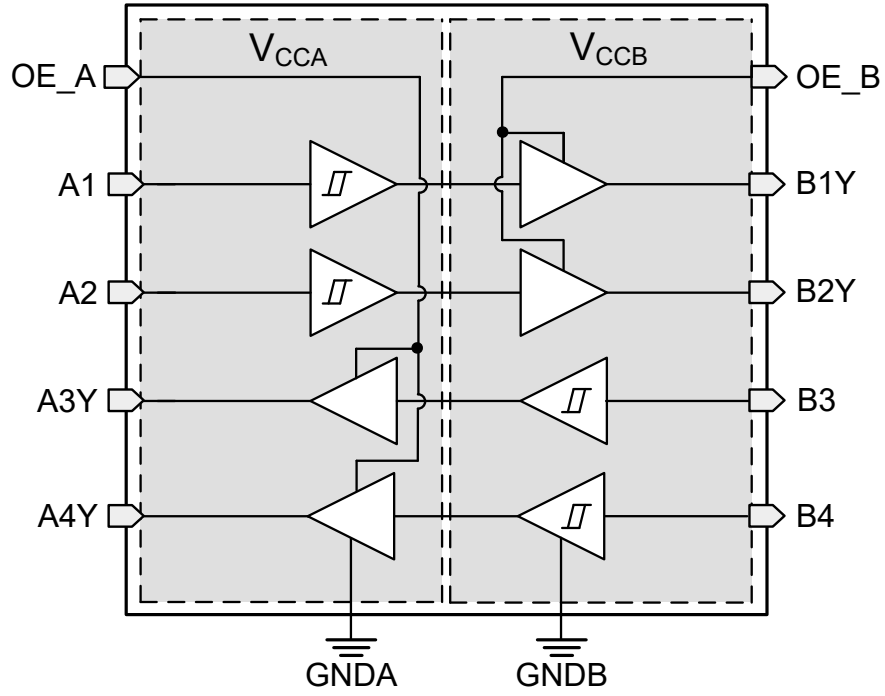 VCCA VCCB
OE_A OE_B
A1 B1Y
A2 B2Y
A3Y B3
A4Y B4
GNDA GNDB